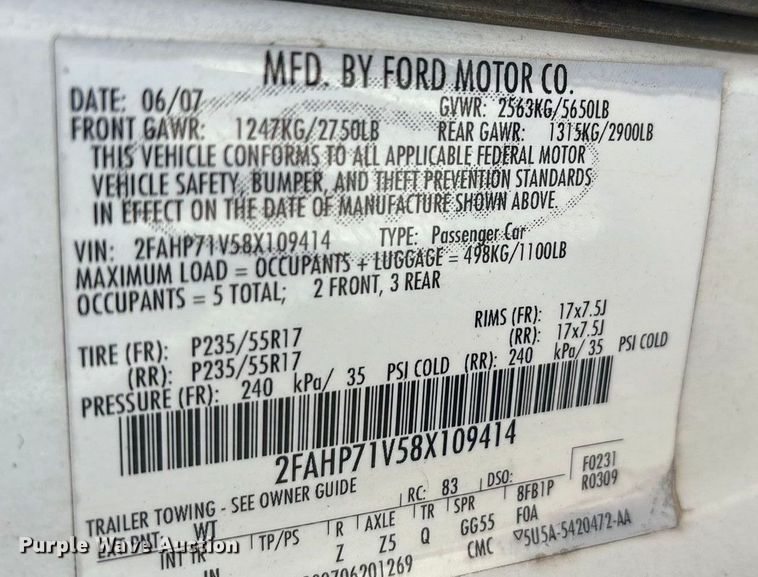 MFD. BY FORD MOTOR CO.
DATE: 06/07 GVWR: 2563KG/5650LB
FRONT GAWR: 1247KG/2750LB REAR GAWR: 1315KG/2900LB
THIS VEHICLE CONFORMS TO ALL APPLICABLE FEDERAL MOTOR
VEHICLE SAFETY, BUMPER, AND THEFT PREVENTION STANDARDS
IN EFFECT ON THE DATE OF MANUFACTURE SHOWN ABOVE.
VIN: 2FAHP71V58X109414 TYPE: Passenger Car
MAXIMUM LOAD = OCCUPANTS + LUGGAGE = 498KG/1100LB
OCCUPANTS = 5 TOTAL; 2 FRONT, 3 REAR
TIRE (FR): P235/55R17 RIMS (FR): 17x7.5J
(RR): P235/55R17 (RR): 17x7.5J
PRESSURE (FR): 240 kPa/ 35 PSI COLD (RR): 240 kPa/ 35 PSI COLD
2FAHP71V58X109414
TRAILER TOWING - SEE OWNER GUIDE RC: 83 DSO: F0231
R0309
EXT PNT WT INT TR TP/PS R AXLE TR SPR 8FB1P
Z Z5 Q GG55 F0A
CMC 5U5A-5420472-AA
Purple Wave Auction